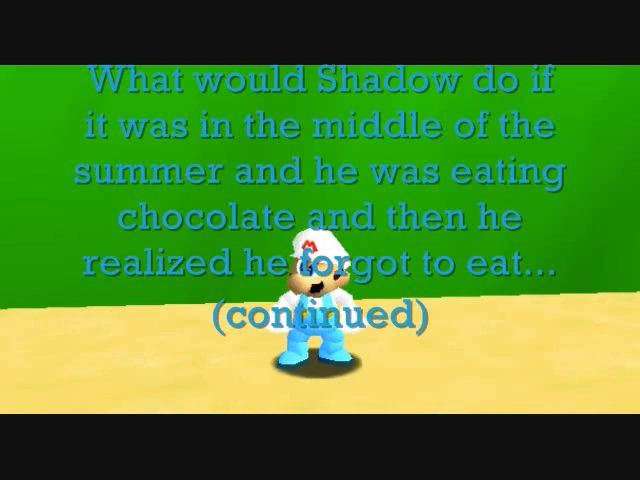 What would Shadow do if
it was in the middle of the
summer and he was eating
chocolate and then he
realized he forgot to eat...
(continued)
M